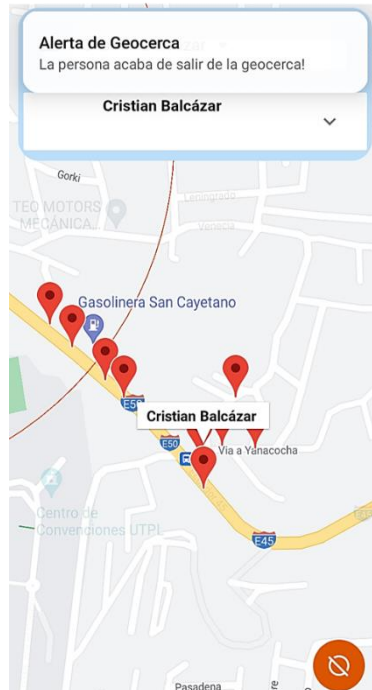 Alerta de Geocerca
La persona acaba de salir de la geocerca!
Cristian Balcázar
Gorki
Leningrado
TEO MOTORS
MECÁNICA.
Venecia
Gasolinera San Cayetano
E50
Cristian Balcázar
E50
Via a Yanacocha
Centro de
Convenciones UTPL
E45
Pasadena